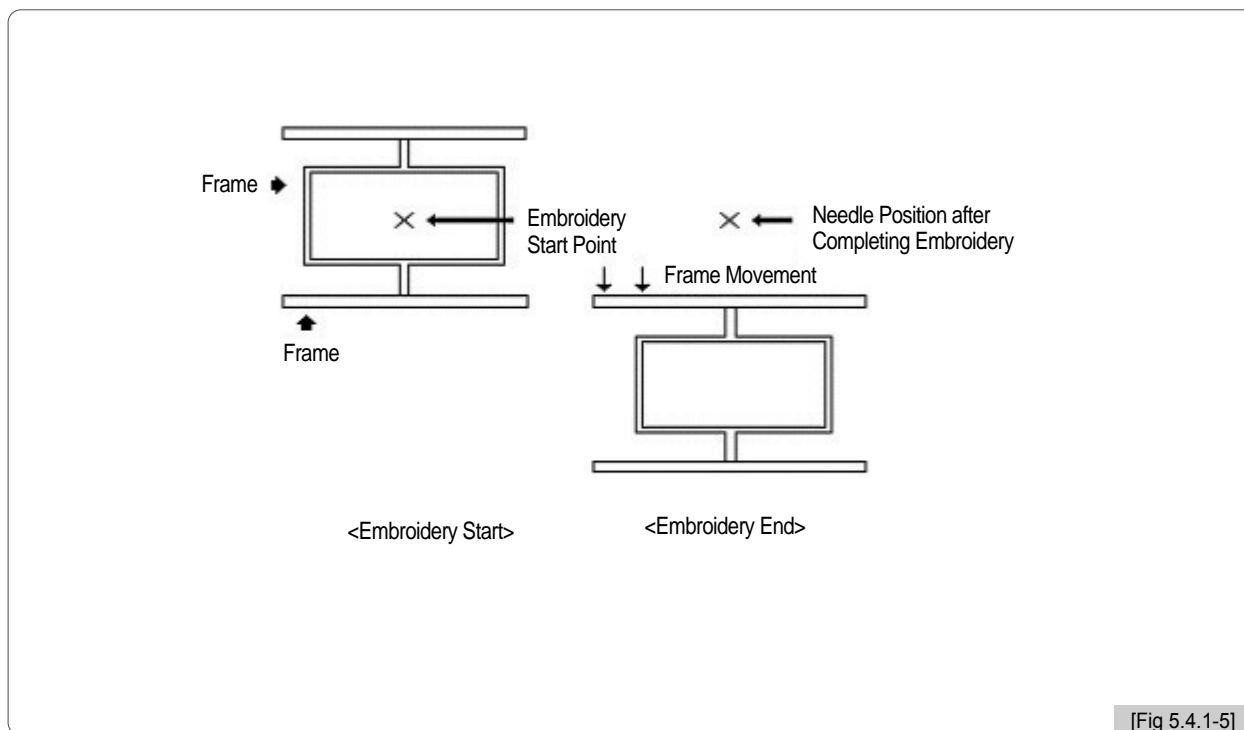 Frame
Embroidery
Start Point
Needle Position after
Completing Embroidery
Frame Movement
Frame
<Embroidery Start>
<Embroidery End>
[Fig 5.4.1-5]